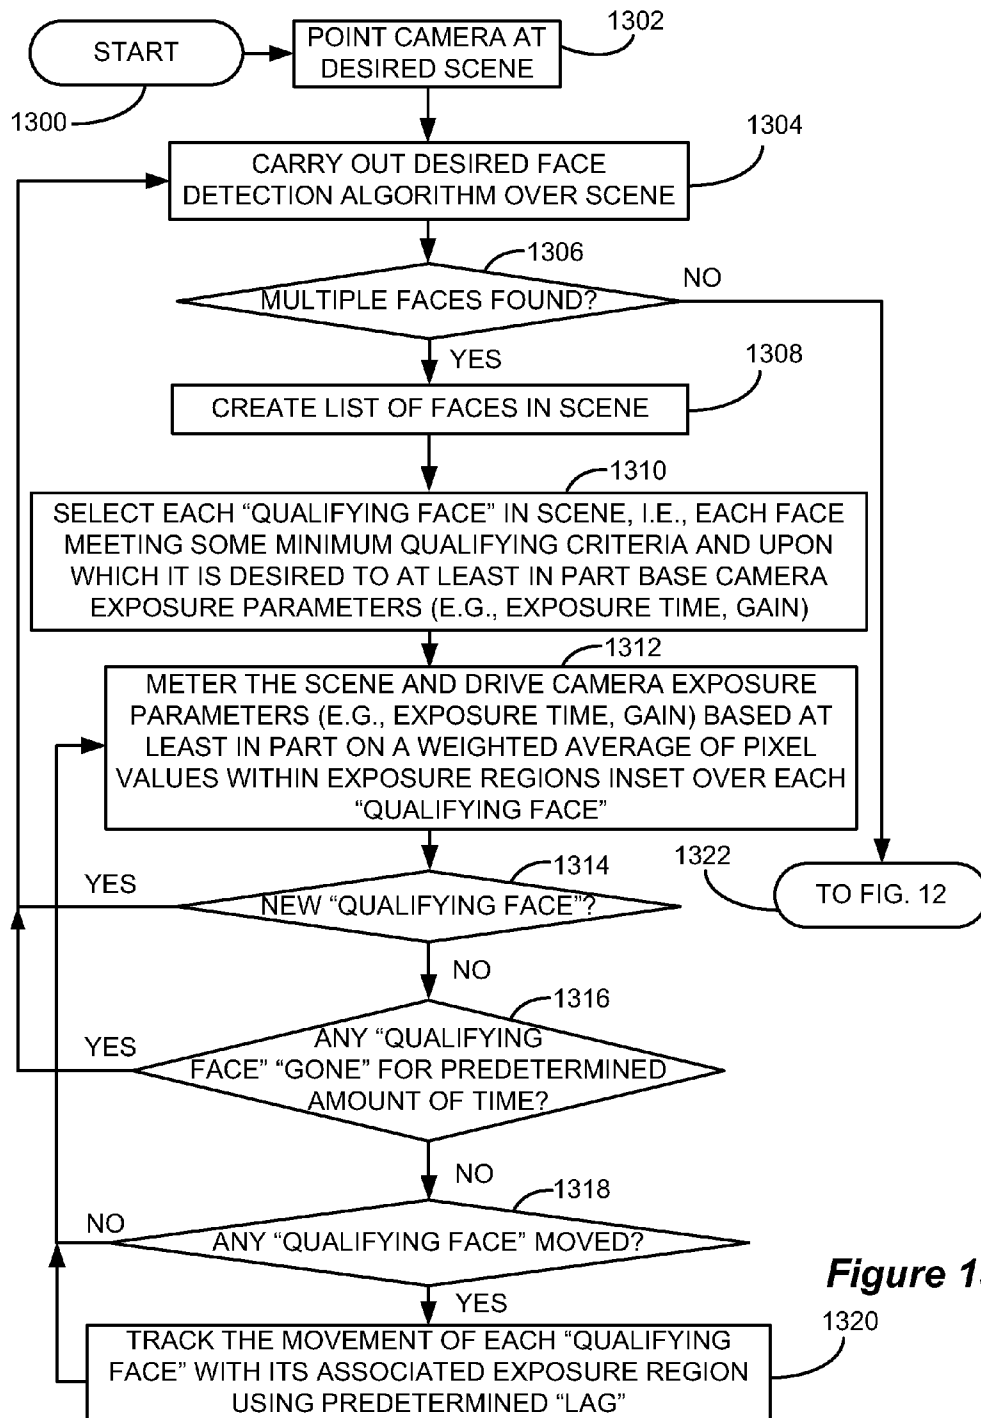 START
1300
POINT CAMERA AT
DESIRED SCENE
1302
CARRY OUT DESIRED FACE
DETECTION ALGORITHM OVER SCENE
1304
MULTIPLE FACES FOUND?
1306
NO
YES
CREATE LIST OF FACES IN SCENE
1308
1310
SELECT EACH “QUALIFYING FACE” IN SCENE, I.E., EACH FACE
MEETING SOME MINIMUM QUALIFYING CRITERIA AND UPON
WHICH IT IS DESIRED TO AT LEAST IN PART BASE CAMERA
EXPOSURE PARAMETERS (E.G., EXPOSURE TIME, GAIN)
1312
METER THE SCENE AND DRIVE CAMERA EXPOSURE
PARAMETERS (E.G., EXPOSURE TIME, GAIN) BASED AT
LEAST IN PART ON A WEIGHTED AVERAGE OF PIXEL
VALUES WITHIN EXPOSURE REGIONS INSET OVER EACH
“QUALIFYING FACE”
1314
YES
NEW “QUALIFYING FACE”?
1322
TO FIG. 12
NO
1316
YES
ANY “QUALIFYING
FACE” “GONE” FOR PREDETERMINED
AMOUNT OF TIME?
NO
1318
NO
ANY “QUALIFYING FACE” MOVED?
YES
Figure 1
1320
TRACK THE MOVEMENT OF EACH “QUALIFYING
FACE” WITH ITS ASSOCIATED EXPOSURE REGION
USING PREDETERMINED “LAG”